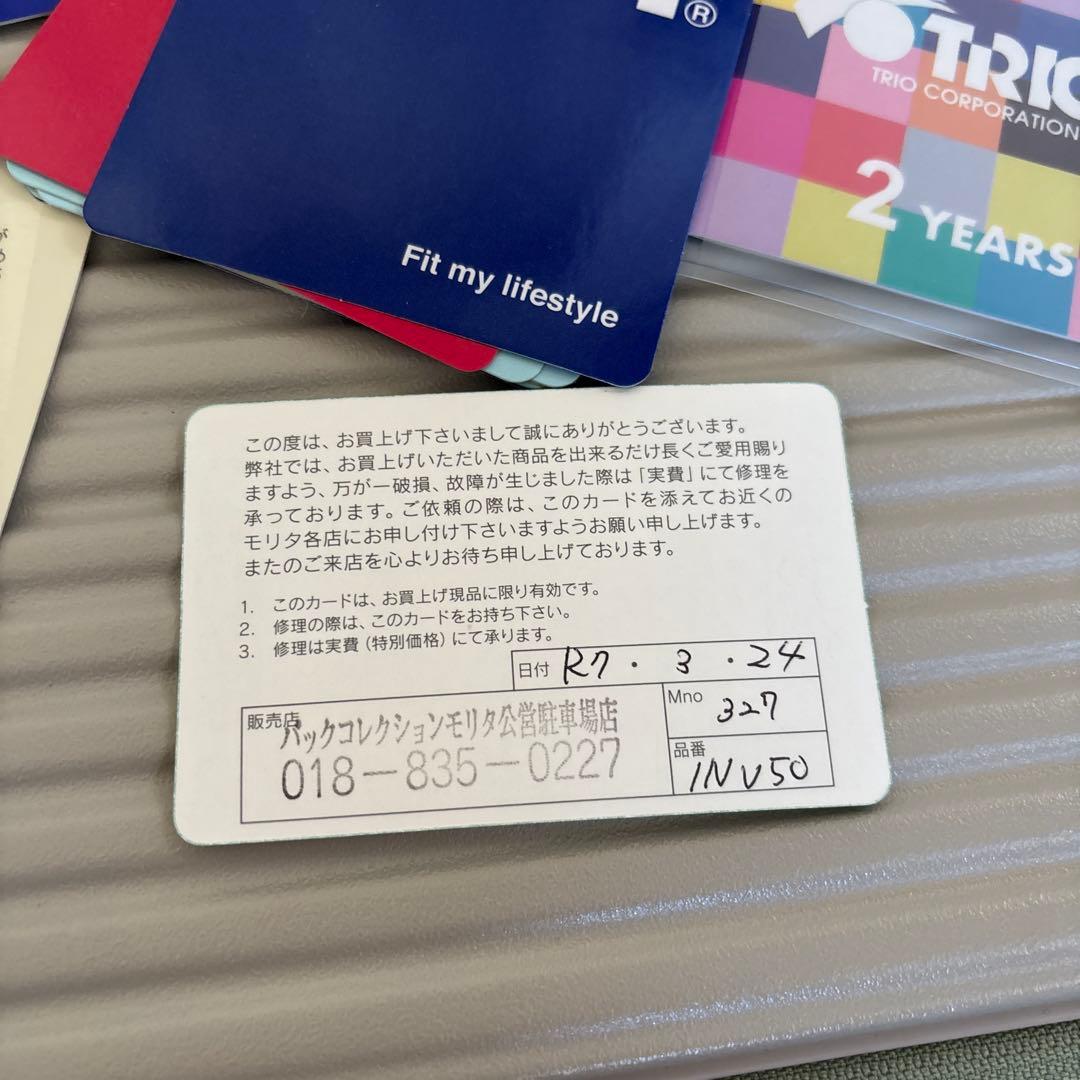 ®
TRIO
TRIO CORPORATION
2 YEARS
Fit my lifestyle
この度は、お買上げ下さいまして誠にありがとうございます。
弊社では、お買上げいただいた商品を出来るだけ長くご愛用賜り
ますよう、万が一破損、故障が生じました際は「実費」にて修理を
承っております。ご依頼の際は、このカードを添えてお近くの
モリタ各店にお申し付け下さいますようお願い申し上げます。
またのご来店を心よりお待ち申し上げております。
1. このカードは、お買上げ現品に限り有効です。
2. 修理の際は、このカードをお持ち下さい。
3. 修理は実費（特別価格）にて承ります。
日付 R7・3・24
販売店
バックコレクションモリタ公営駐車場店
018-835-0227
Mno 327
品番 INV50